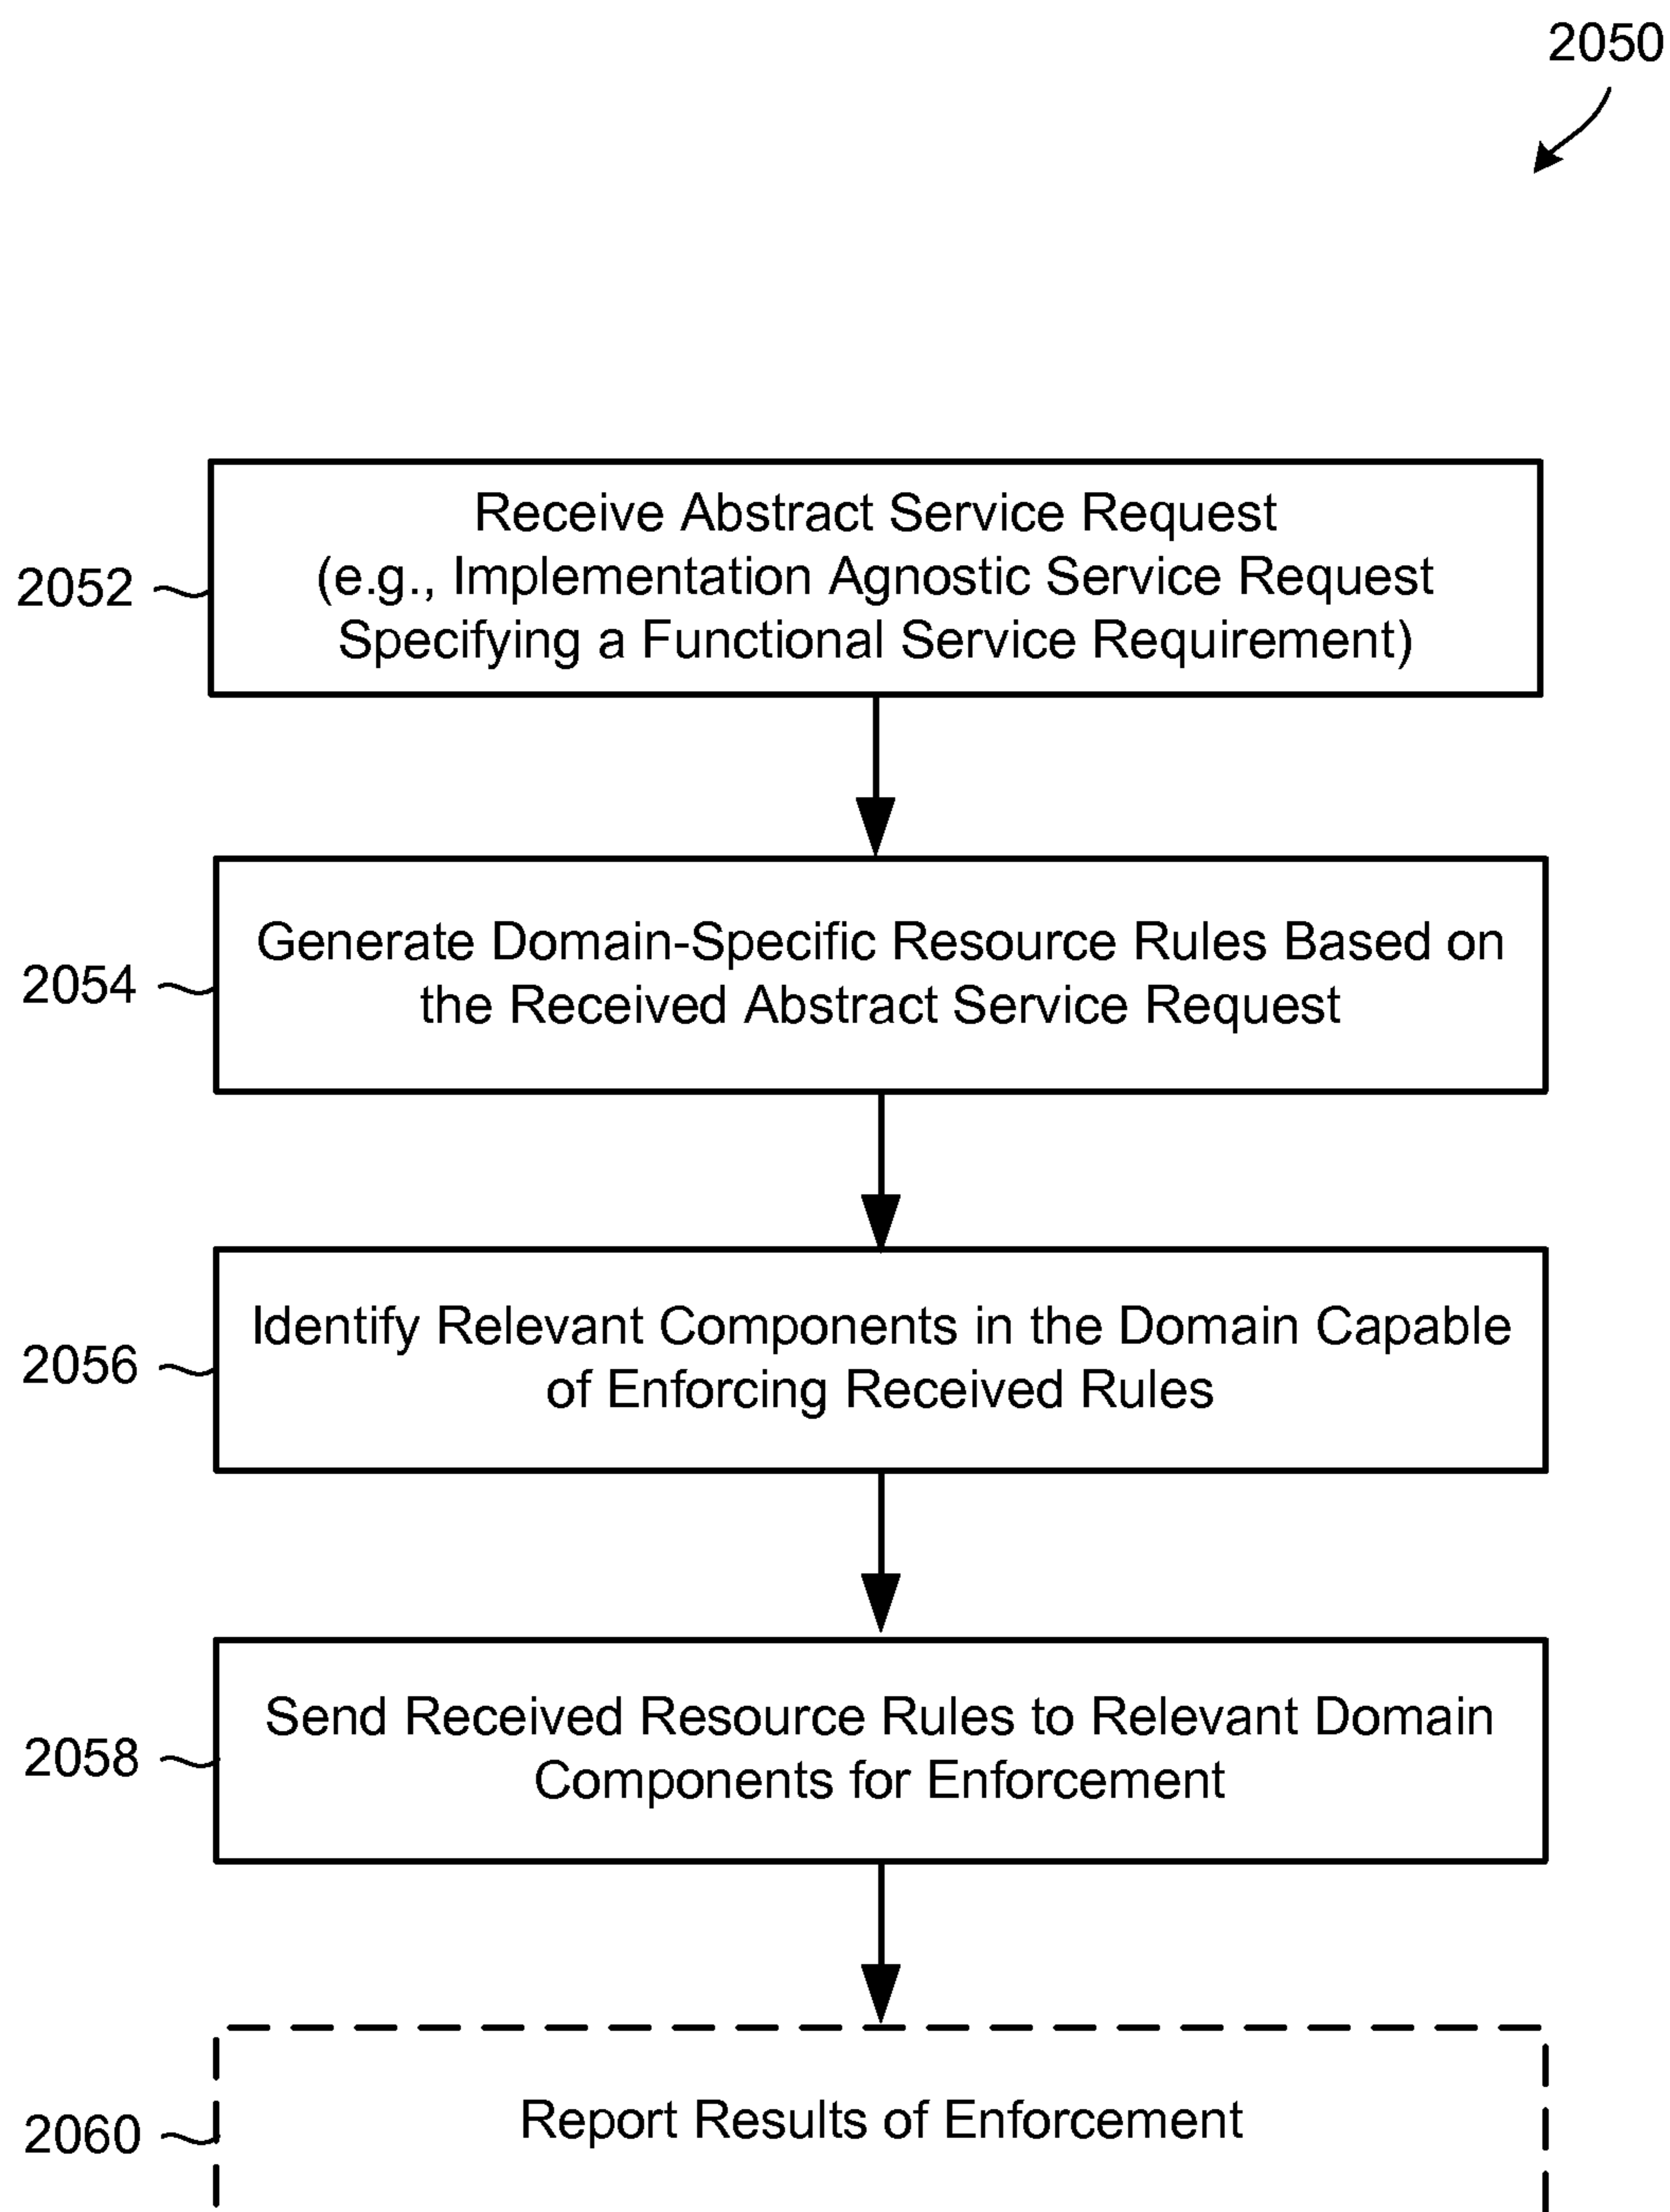 2050
Receive Abstract Service Request
(e.g., Implementation Agnostic Service Request
Specifying a Functional Service Requirement)
2052
Generate Domain-Specific Resource Rules Based on
the Received Abstract Service Request
2054
Identify Relevant Components in the Domain Capable
of Enforcing Received Rules
2056
Send Received Resource Rules to Relevant Domain
Components for Enforcement
2058
Report Results of Enforcement
2060